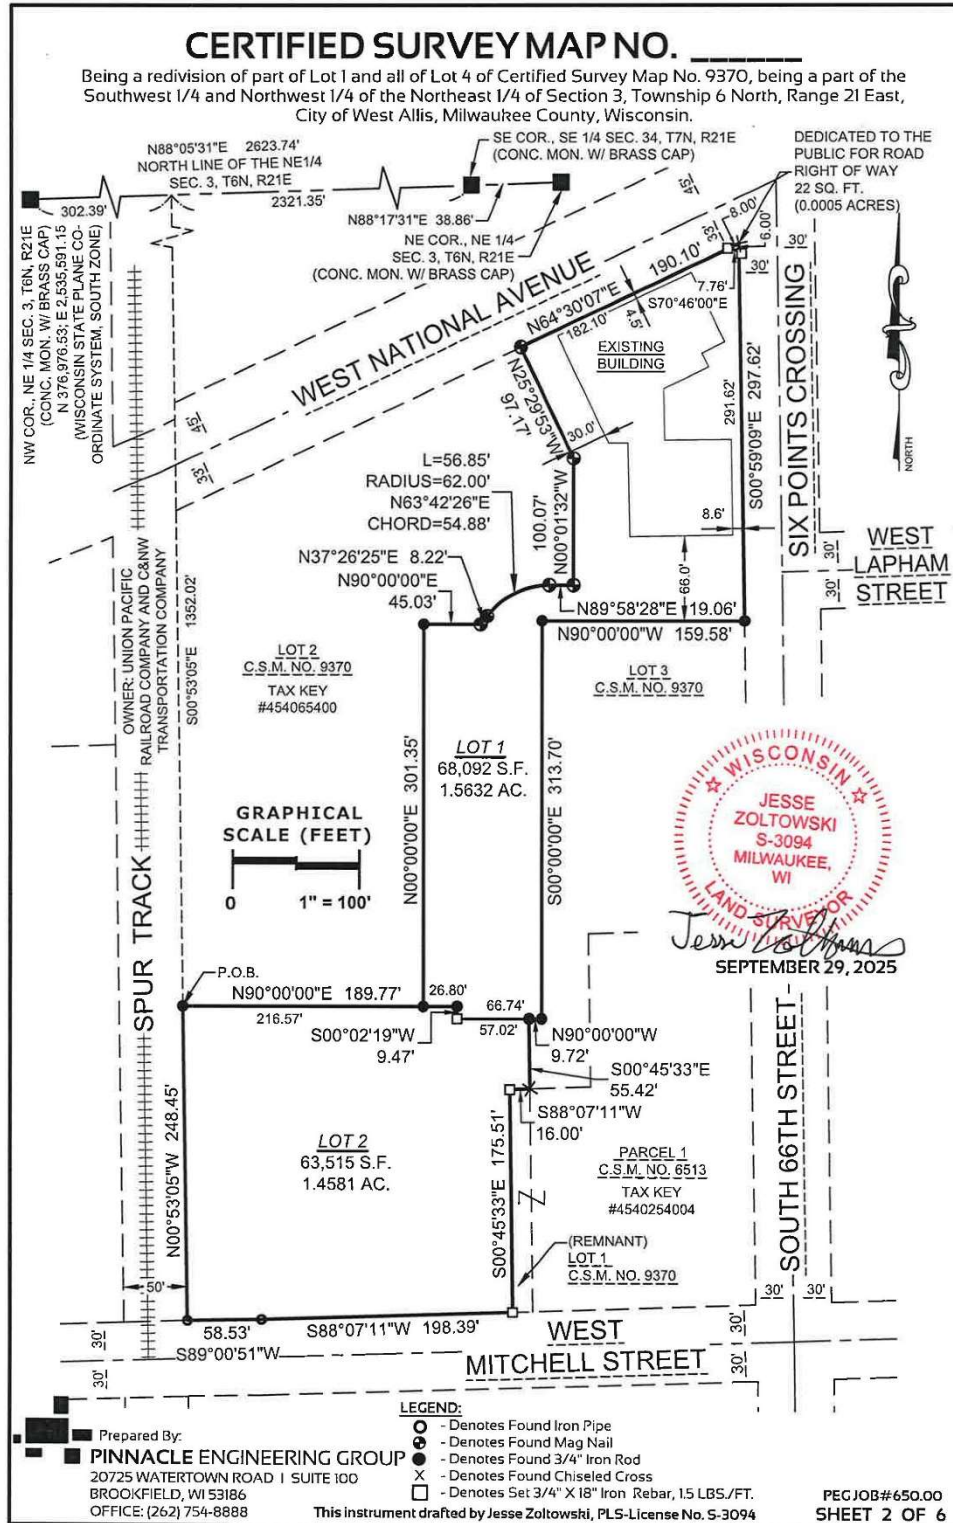 CERTIFIED SURVEY MAP NO. ______
Being a redivision of part of Lot 1 and all of Lot 4 of Certified Survey Map No. 9370, being a part of the
Southwest 1/4 and Northwest 1/4 of the Northeast 1/4 of Section 3, Township 6 North, Range 21 East,
City of West Allis, Milwaukee County, Wisconsin.
N88°05'31"E 2623.74'
NORTH LINE OF THE NE1/4
SEC. 3, T6N, R21E
302.39'
2321.35'
SE COR., SE 1/4 SEC. 34, T7N, R21E
(CONC. MON. W/ BRASS CAP)
N88°17'31"E 38.86'
NE COR., NE 1/4
SEC. 3, T6N, R21E
(CONC. MON. W/ BRASS CAP)
DEDICATED TO THE
PUBLIC FOR ROAD
RIGHT OF WAY
22 SQ. FT.
(0.0005 ACRES)
NW COR., NE 1/4 SEC. 3, T6N, R21E
(CONC. MON. W/ BRASS CAP)
N 376,976.53; E 2,535,591.15
(WISCONSIN STATE PLANE CO-
ORDINATE SYSTEM, SOUTH ZONE)
45'
33'
45'
33'
8.00'
6.00'
30'
30'
WEST NATIONAL AVENUE
N64°30'07"E 190.10'
182.10'
7.76'
S70°46'00"E
4.5'
EXISTING
BUILDING
N25°29'53"W
97.17'
30.0'
291.62'
S00°59'09"E 297.62'
SIX POINTS CROSSING
NORTH
L=56.85'
RADIUS=62.00'
N63°42'26"E
CHORD=54.88'
100.07'
N00°01'32"W
8.6'
66.0'
30'
30'
WEST
LAPHAM
STREET
N37°26'25"E 8.22'
N90°00'00"E
45.03'
N89°58'28"E 19.06'
N90°00'00"W 159.58'
OWNER: UNION PACIFIC
RAILROAD COMPANY AND C&NW
TRANSPORTATION COMPANY
S00°53'05"E 1352.02'
LOT 2
C.S.M. NO. 9370
TAX KEY
#454065400
LOT 3
C.S.M. NO. 9370
LOT 1
68,092 S.F.
1.5632 AC.
N00°00'00"E 301.35'
S00°00'00"E 313.70'
GRAPHICAL
SCALE (FEET)
0 1" = 100'
WISCONSIN
JESSE
ZOLTOWSKI
S-3094
MILWAUKEE,
WI
LAND SURVEYOR
SEPTEMBER 29, 2025
SPUR TRACK
P.O.B.
N90°00'00"E 189.77'
26.80'
216.57'
S00°02'19"W
9.47'
66.74'
57.02'
N90°00'00"W
9.72'
S00°45'33"E
55.42'
S88°07'11"W
16.00'
N00°53'05"W 248.45'
LOT 2
63,515 S.F.
1.4581 AC.
S00°45'33"E 175.51'
PARCEL 1
C.S.M. NO. 6513
TAX KEY
#4540254004
(REMNANT)
LOT 1
C.S.M. NO. 9370
SOUTH 66TH STREET
50'
30'
30'
58.53'
S89°00'51"W
S88°07'11"W 198.39'
WEST
MITCHELL STREET
30'
30'
30'
30'
Prepared By:
PINNACLE ENGINEERING GROUP
20725 WATERTOWN ROAD | SUITE 100
BROOKFIELD, WI 53186
OFFICE: (262) 754-8888
LEGEND:
- Denotes Found Iron Pipe
- Denotes Found Mag Nail
- Denotes Found 3/4" Iron Rod
- Denotes Found Chiseled Cross
- Denotes Set 3/4" X 18" Iron Rebar, 1.5 LBS./FT.
This instrument drafted by Jesse Zoltowski, PLS-License No. S-3094
PEGJOB#650.00
SHEET 2 OF 6